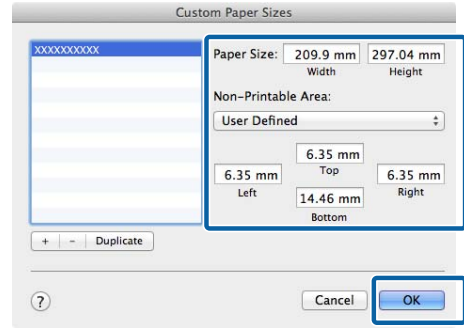 Custom Paper Sizes
XXXXXXXXXX
Paper Size: 209.9 mm 297.04 mm
Width Height
Non-Printable Area:
User Defined
6.35 mm
Top
6.35 mm 6.35 mm
Left Right
14.46 mm
Bottom
+ - Duplicate
? Cancel OK